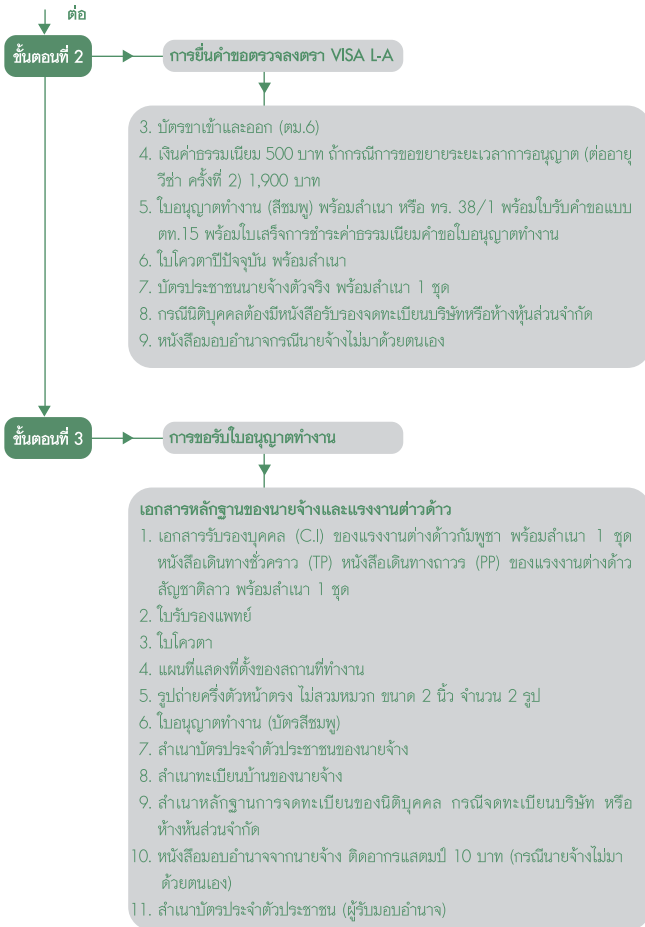 ต่อ
ขั้นตอนที่ 2
การยื่นคำขอตรวจลงตรา VISA L-A
3. บัตรขาเข้าและออก (ตม.6)
4. เงินค่าธรรมเนียม 500 บาท ถ้ากรณีการขอขยายระยะเวลาการอนุญาต (ต่ออายุ
วีซ่า ครั้งที่ 2) 1,900 บาท
5. ใบอนุญาตทำงาน (สีชมพู) พร้อมสำเนา หรือ ทร. 38/1 พร้อมใบรับคำขอแบบ
ตท.15 พร้อมใบเสร็จการชำระค่าธรรมเนียมคำขอใบอนุญาตทำงาน
6. ใบโควตาปีปัจจุบัน พร้อมสำเนา
7. บัตรประชาชนนายจ้างตัวจริง พร้อมสำเนา 1 ชุด
8. กรณีนิติบุคคลต้องมีหนังสือรับรองจดทะเบียนบริษัทหรือห้างหุ้นส่วนจำกัด
9. หนังสือมอบอำนาจกรณีนายจ้างไม่มาด้วยตนเอง
ขั้นตอนที่ 3
การขอรับใบอนุญาตทำงาน
เอกสารหลักฐานของนายจ้างและแรงงานต่าวด้าว
1. เอกสารรับรองบุคคล (C.I) ของแรงงานต่างด้าวกัมพูชา พร้อมสำเนา 1 ชุด
หนังสือเดินทางชั่วคราว (TP) หนังสือเดินทางถาวร (PP) ของแรงงานต่างด้าว
สัญชาติลาว พร้อมสำเนา 1 ชุด
2. ใบรับรองแพทย์
3. ใบโควตา
4. แผนที่แสดงที่ตั้งของสถานที่ทำงาน
5. รูปถ่ายครึ่งตัวหน้าตรง ไม่สวมหมวก ขนาด 2 นิ้ว จำนวน 2 รูป
6. ใบอนุญาตทำงาน (บัตรสีชมพู)
7. สำเนาบัตรประจำตัวประชาชนของนายจ้าง
8. สำเนาทะเบียนบ้านของนายจ้าง
9. สำเนาหลักฐานการจดทะเบียนของนิติบุคคล กรณีจดทะเบียนบริษัท หรือ
ห้างหันส่วนจำกัด
10. หนังสือมอบอำนาจจากนายจ้าง ติดอากรแสตมป์ 10 บาท (กรณีนายจ้างไม่มา
ด้วยตนเอง)
11. สำเนาบัตรประจำตัวประชาชน (ผู้รับมอบอำนาจ)